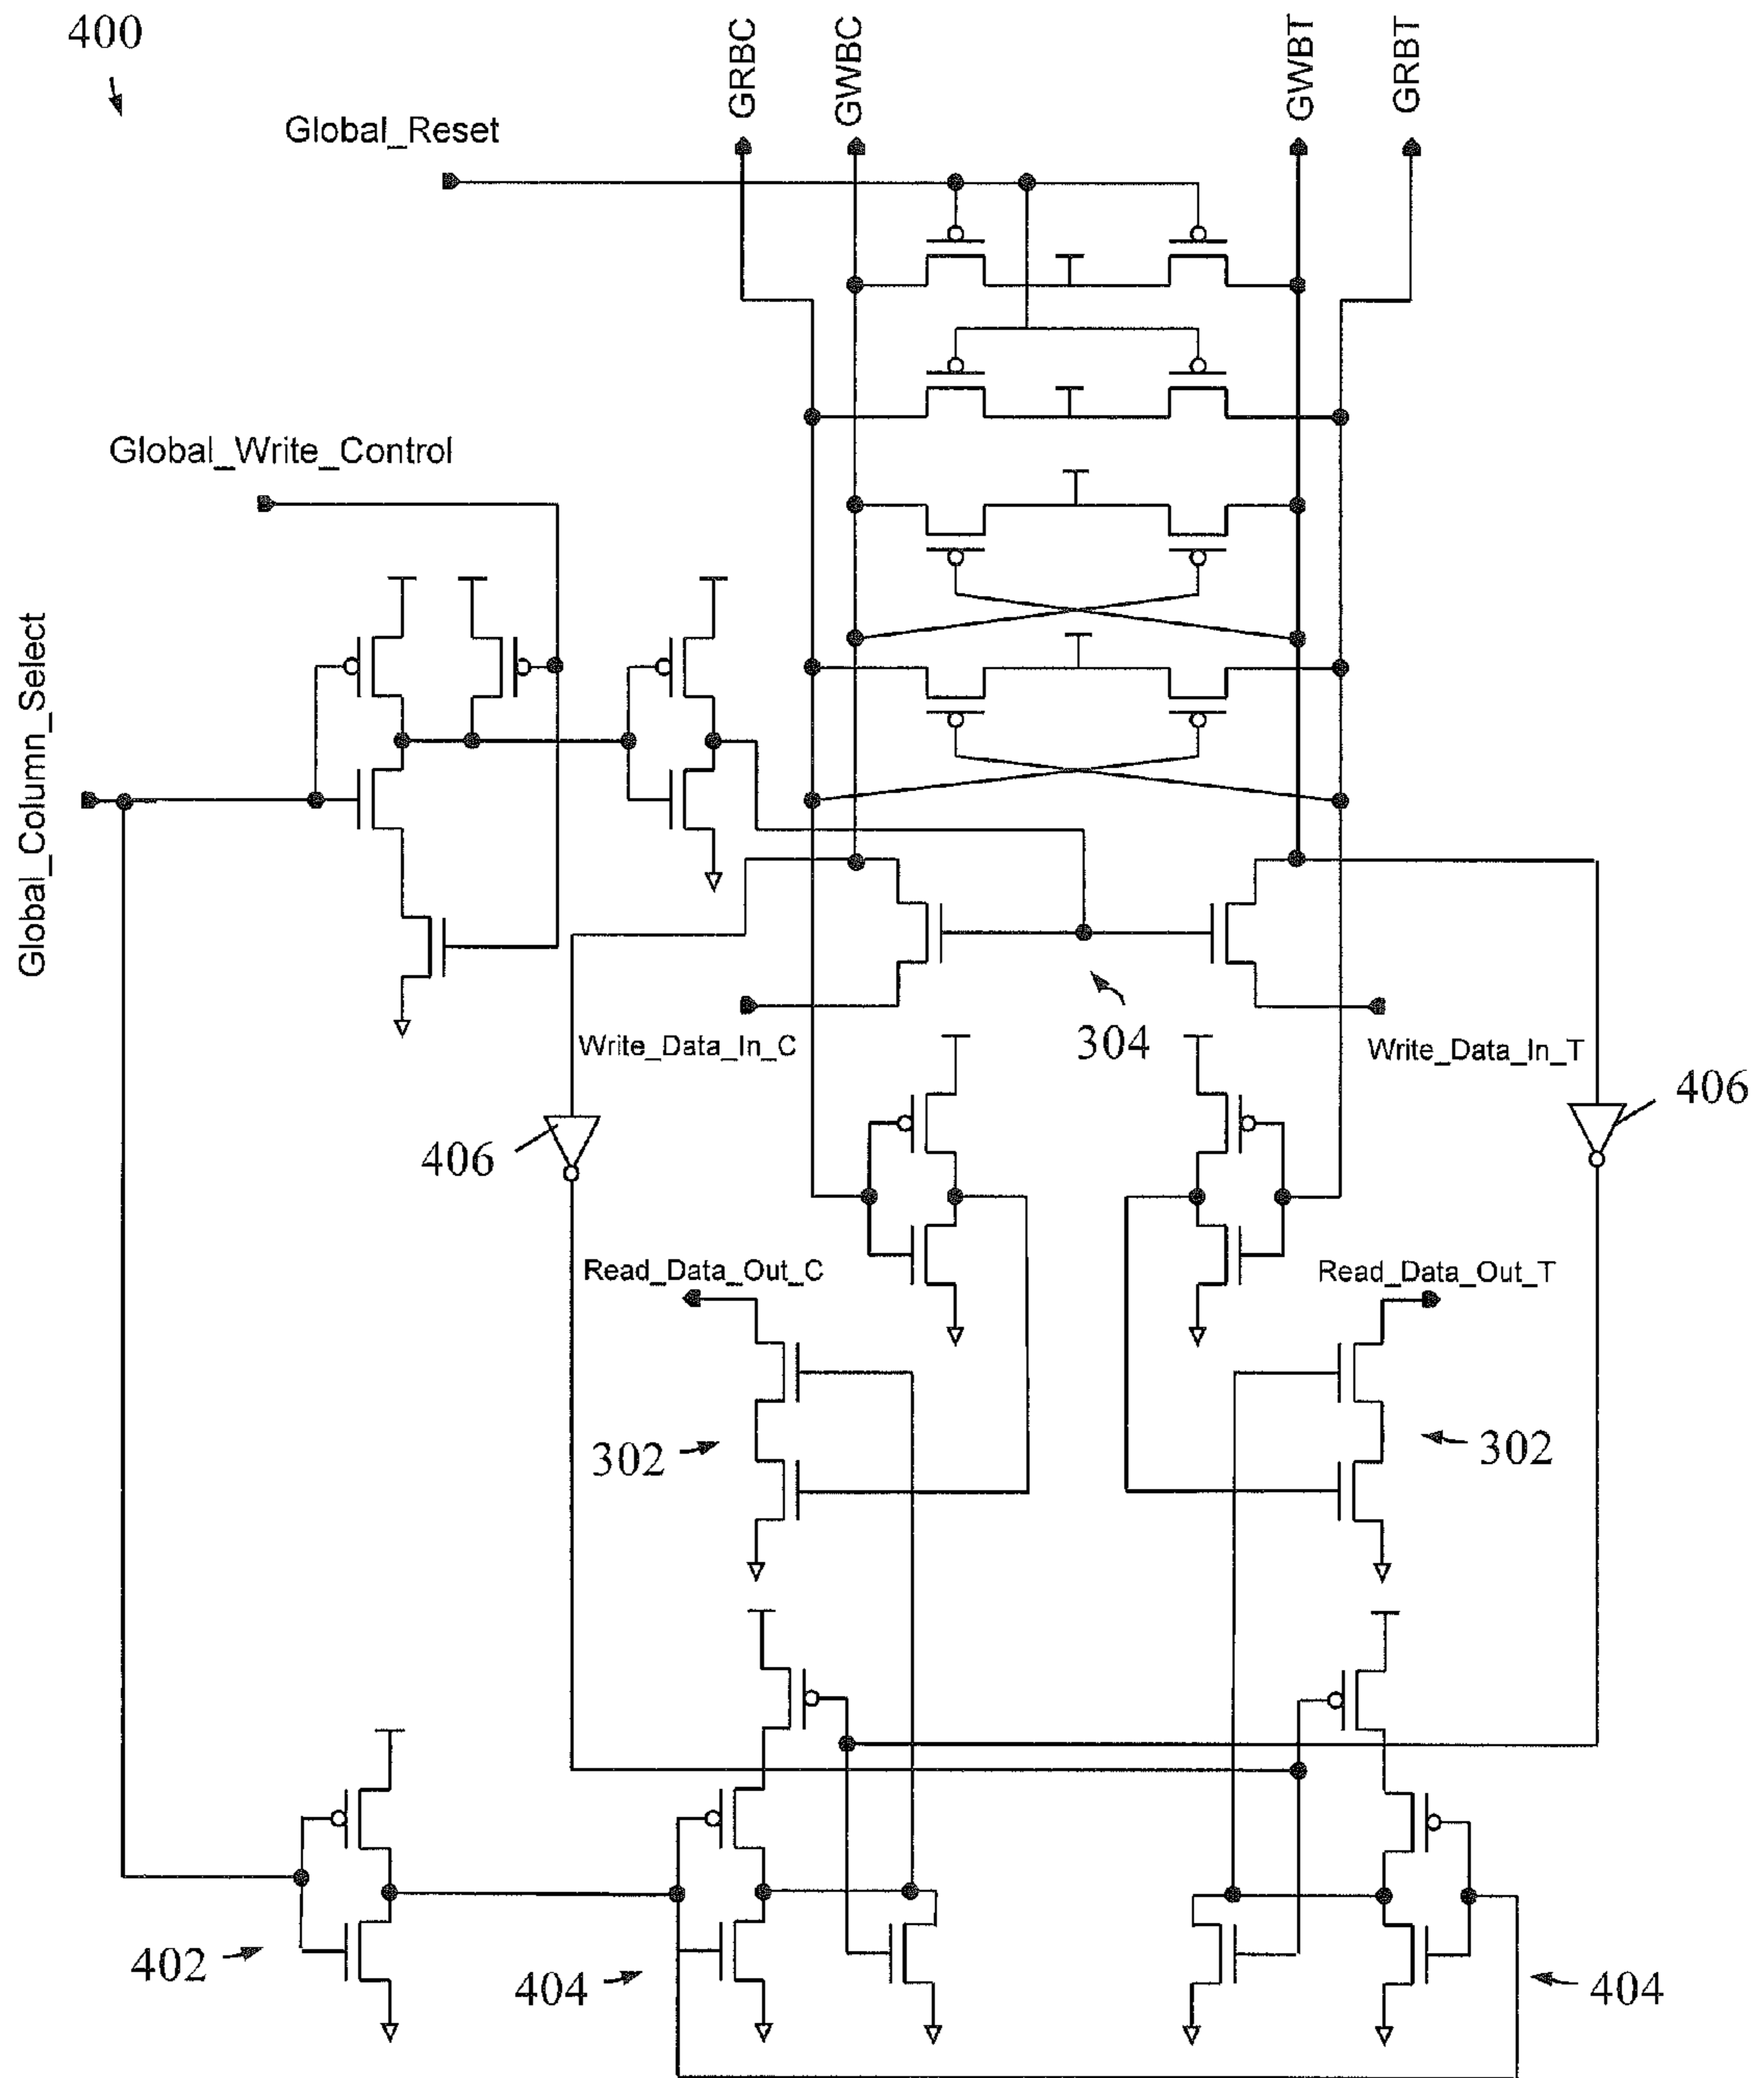 400
GRBC
GWBC
GWBT
GRBT
Global_Reset
Global_Write_Control
Global_Column_Select
Write_Data_In_C
304
Write_Data_In_T
406
406
Read_Data_Out_C
Read_Data_Out_T
302
302
402
404
404